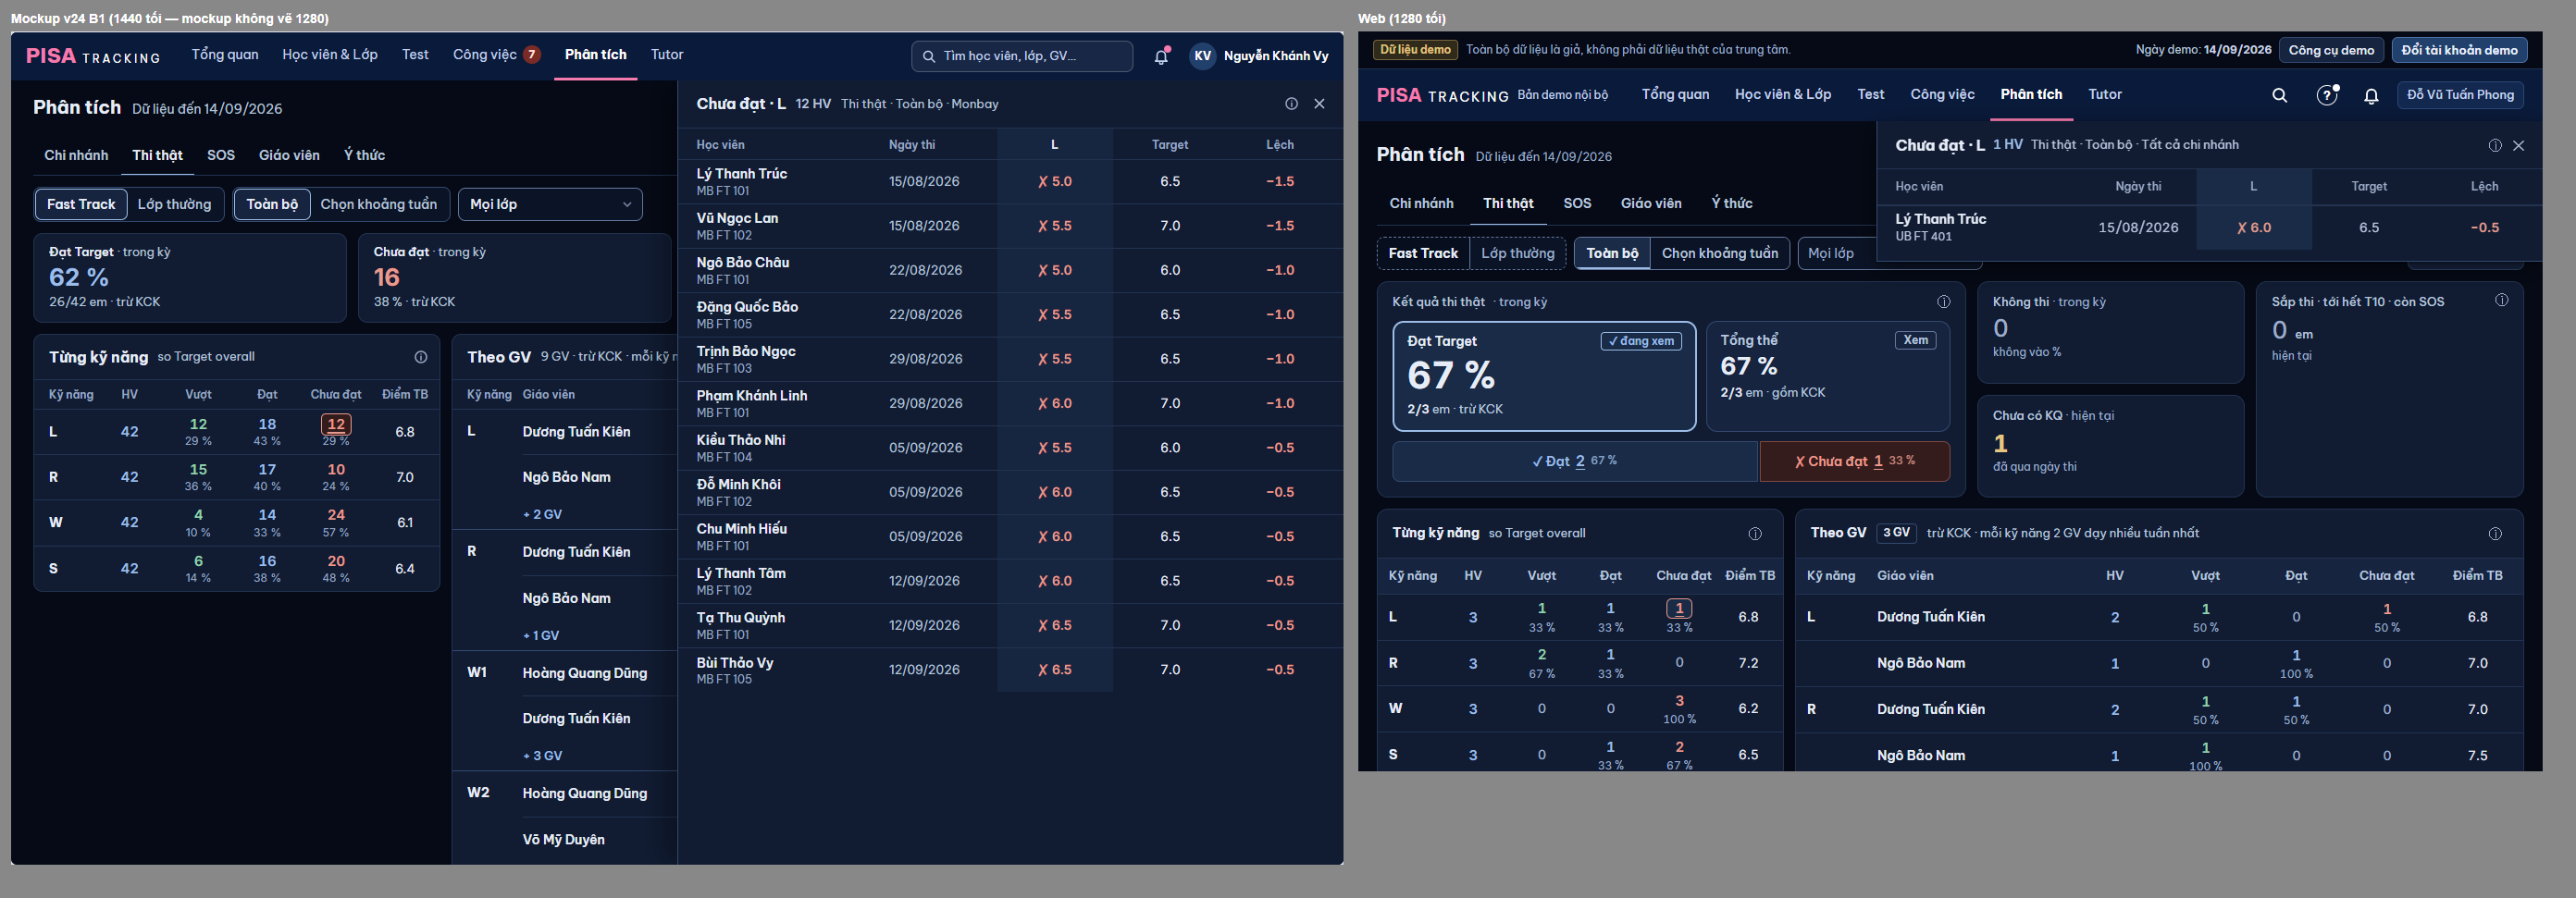 Mockup v24 B1 (1440 tối — mockup không vẽ 1280)
PISA TRACKING Tổng quan Học viên & Lớp Test Công việc 7 Phân tích Tutor Tìm học viên, lớp, GV... KV Nguyễn Khánh Vy
Phân tích Dữ liệu đến 14/09/2026
Chi nhánh Thi thật SOS Giáo viên Ý thức
Fast Track Lớp thường Toàn bộ Chọn khoảng tuần Mọi lớp
Đạt Target · trong kỳ
62 %
26/42 em · trừ KCK
Chưa đạt · trong kỳ
16
38 % · trừ KCK
Từng kỹ năng so Target overall
Kỹ năng HV Vượt Đạt Chưa đạt Điểm TB
L 42 12 18 12 6.8
29 % 43 % 29 %
R 42 15 17 10 7.0
36 % 40 % 24 %
W 42 4 14 24 6.1
10 % 33 % 57 %
S 42 6 16 20 6.4
14 % 38 % 48 %
Theo GV 9 GV · trừ KCK · mỗi kỹ n
Kỹ năng Giáo viên
L Dương Tuấn Kiên
Ngô Bảo Nam
+ 2 GV
R Dương Tuấn Kiên
Ngô Bảo Nam
+ 1 GV
W1 Hoàng Quang Dũng
Dương Tuấn Kiên
+ 3 GV
W2 Hoàng Quang Dũng
Võ Mỹ Duyên
Chưa đạt · L 12 HV Thi thật · Toàn bộ · Monbay
Học viên Ngày thi L Target Lệch
Lý Thanh Trúc 15/08/2026 ✗ 5.0 6.5 −1.5
MB FT 101
Vũ Ngọc Lan 15/08/2026 ✗ 5.5 7.0 −1.5
MB FT 102
Ngô Bảo Châu 22/08/2026 ✗ 5.0 6.0 −1.0
MB FT 101
Đặng Quốc Bảo 22/08/2026 ✗ 5.5 6.5 −1.0
MB FT 105
Trịnh Bảo Ngọc 29/08/2026 ✗ 5.5 6.5 −1.0
MB FT 103
Phạm Khánh Linh 29/08/2026 ✗ 6.0 7.0 −1.0
MB FT 101
Kiều Thảo Nhi 05/09/2026 ✗ 5.5 6.0 −0.5
MB FT 104
Đỗ Minh Khôi 05/09/2026 ✗ 6.0 6.5 −0.5
MB FT 102
Chu Minh Hiếu 05/09/2026 ✗ 6.0 6.5 −0.5
MB FT 101
Lý Thanh Tâm 12/09/2026 ✗ 6.0 6.5 −0.5
MB FT 102
Tạ Thu Quỳnh 12/09/2026 ✗ 6.5 7.0 −0.5
MB FT 101
Bùi Thảo Vy 12/09/2026 ✗ 6.5 7.0 −0.5
MB FT 105
Web (1280 tối)
Dữ liệu demo Toàn bộ dữ liệu là giả, không phải dữ liệu thật của trung tâm. Ngày demo: 14/09/2026 Công cụ demo Đổi tài khoản demo
PISA TRACKING Bản demo nội bộ Tổng quan Học viên & Lớp Test Công việc Phân tích Tutor ? Đỗ Vũ Tuấn Phong
Phân tích Dữ liệu đến 14/09/2026
Chi nhánh Thi thật SOS Giáo viên Ý thức
Fast Track Lớp thường Toàn bộ Chọn khoảng tuần Mọi lớp
Chưa đạt · L 1 HV Thi thật · Toàn bộ · Tất cả chi nhánh
Học viên Ngày thi L Target Lệch
Lý Thanh Trúc 15/08/2026 ✗ 6.0 6.5 −0.5
UB FT 401
Kết quả thi thật · trong kỳ
Đạt Target ✓ đang xem
67 %
2/3 em · trừ KCK
Tổng thể Xem
67 %
2/3 em · gồm KCK
✓ Đạt 2 67 % ✗ Chưa đạt 1 33 %
Không thi · trong kỳ
0
không vào %
Chưa có KQ · hiện tại
1
đã qua ngày thi
Sắp thi · tới hết T10 · còn SOS
0 em
hiện tại
Từng kỹ năng so Target overall
Kỹ năng HV Vượt Đạt Chưa đạt Điểm TB
L 3 1 1 1 6.8
33 % 33 % 33 %
R 3 2 1 0 7.2
67 % 33 %
W 3 0 0 3 6.2
100 %
S 3 0 1 2 6.5
33 % 67 %
Theo GV 3 GV trừ KCK · mỗi kỹ năng 2 GV dạy nhiều tuần nhất
Kỹ năng Giáo viên HV Vượt Đạt Chưa đạt Điểm TB
L Dương Tuấn Kiên 2 1 0 1 6.8
50 % 50 %
Ngô Bảo Nam 1 0 1 0 7.0
100 %
R Dương Tuấn Kiên 2 1 1 0 7.0
50 % 50 %
Ngô Bảo Nam 1 1 0 0 7.5
100 %